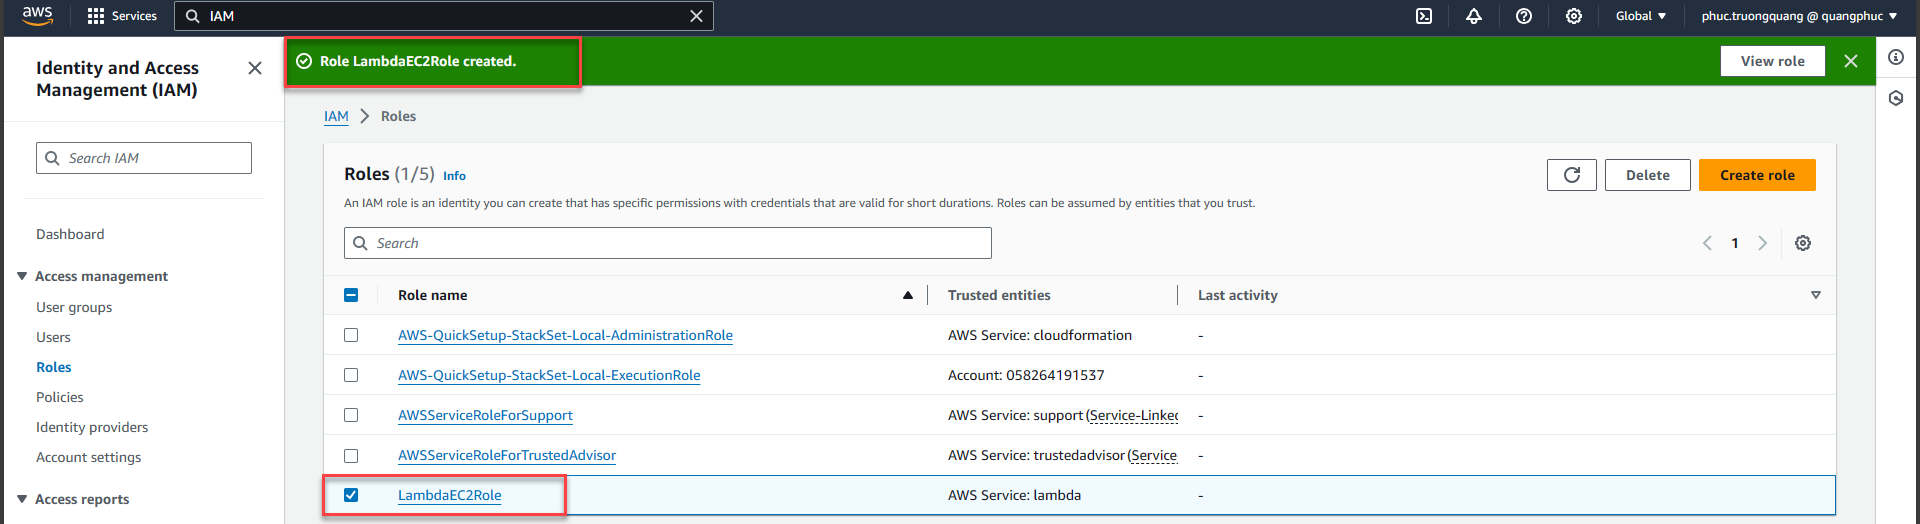 aws
Services
IAM
Global
phuc.truongquang @ quangphuc
Identity and Access
Management (IAM)
Search IAM
Dashboard
Access management
User groups
Users
Roles
Policies
Identity providers
Account settings
Access reports
Role LambdaEC2Role created.
View role
IAM
Roles
Roles (1/5) Info
Delete
Create role
An IAM role is an identity you can create that has specific permissions with credentials that are valid for short durations. Roles can be assumed by entities that you trust.
Search
1
Role name Trusted entities Last activity
AWS-QuickSetup-StackSet-Local-AdministrationRole AWS Service: cloudformation -
AWS-QuickSetup-StackSet-Local-ExecutionRole Account: 058264191537 -
AWSServiceRoleForSupport AWS Service: support (Service-Linked -
AWSServiceRoleForTrustedAdvisor AWS Service: trustedadvisor (Service -
LambdaEC2Role AWS Service: lambda -